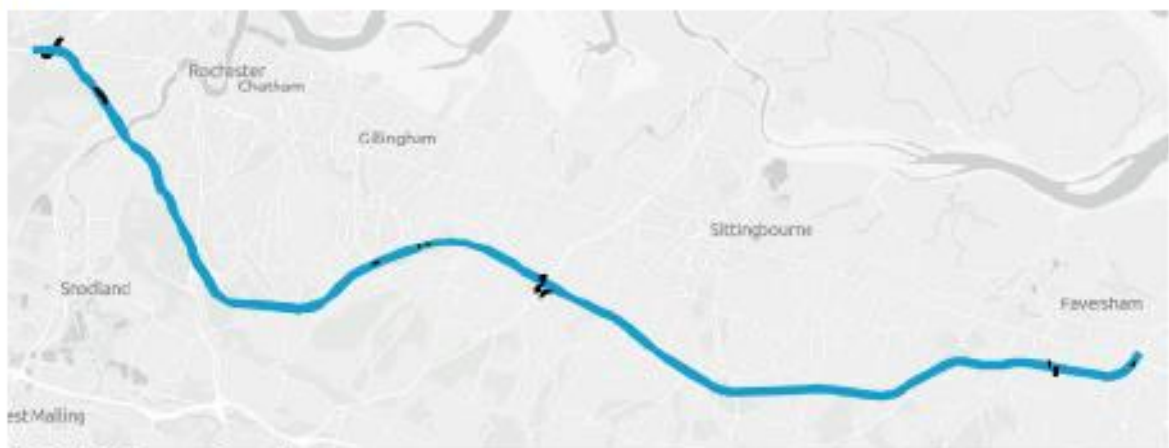 Rochester
Chatham
Gillingham
Sittingbourne
Snodland
Faversham
est Malling